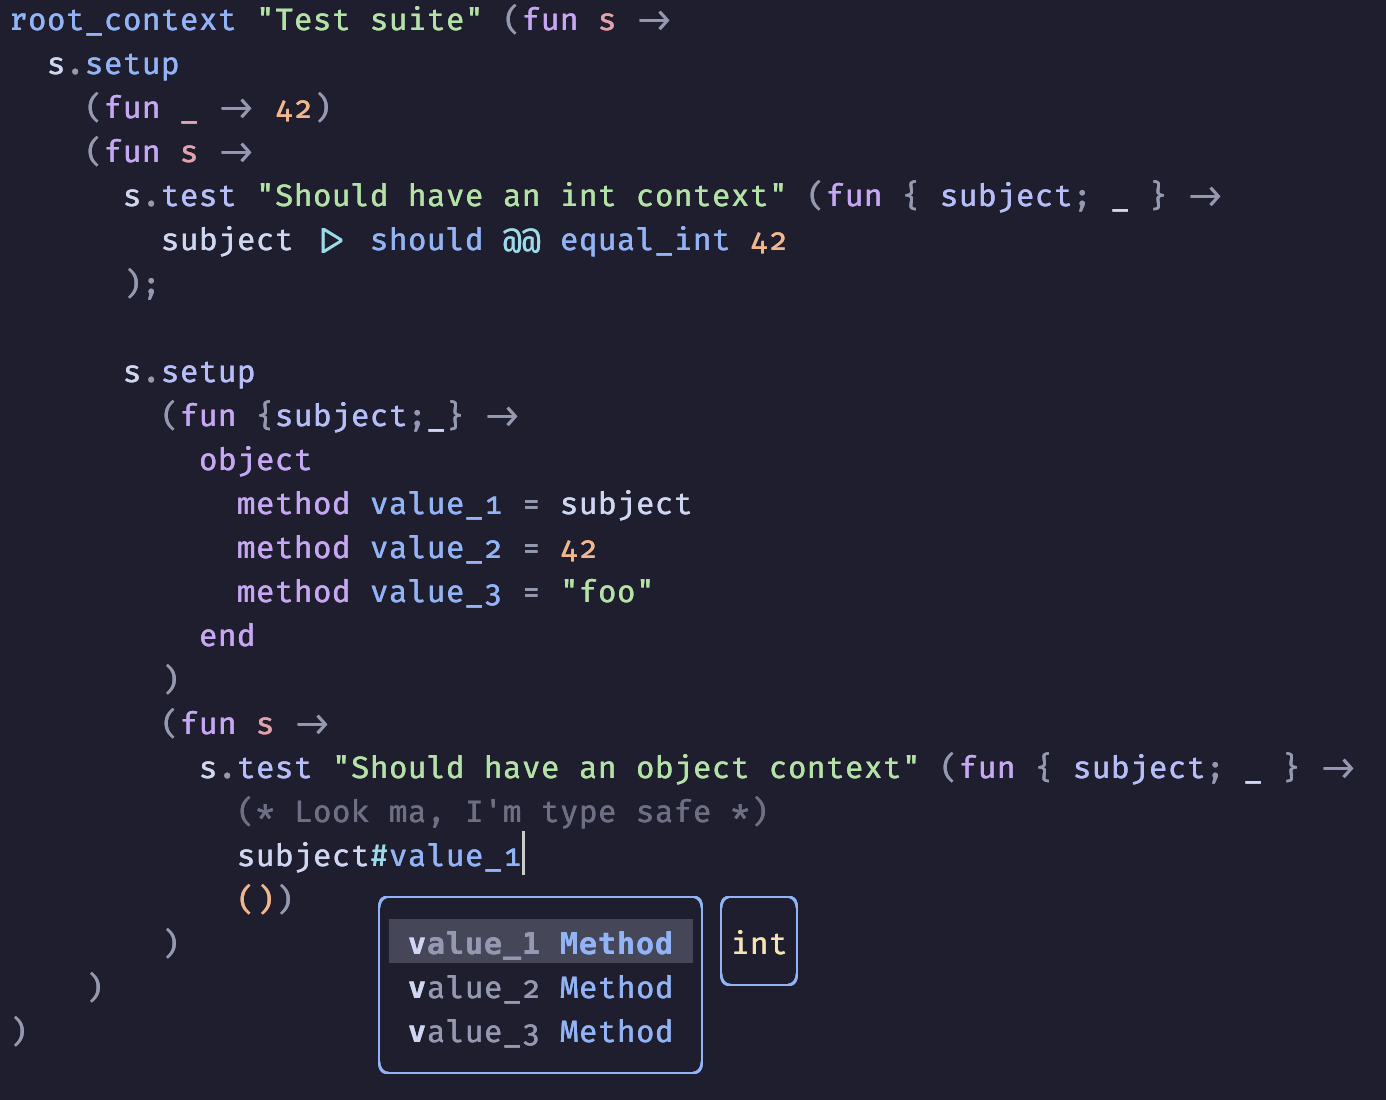 root_context "Test suite" (fun s ->
  s.setup
    (fun _ -> 42)
    (fun s ->
      s.test "Should have an int context" (fun { subject; _ } ->
        subject |> should @@ equal_int 42
      );

      s.setup
        (fun {subject;_} ->
          object
            method value_1 = subject
            method value_2 = 42
            method value_3 = "foo"
          end
        )
        (fun s ->
          s.test "Should have an object context" (fun { subject; _ } ->
            (* Look ma, I'm type safe *)
            subject#value_1
            ())
        )
    )
)
value_1 Method int
value_2 Method
value_3 Method